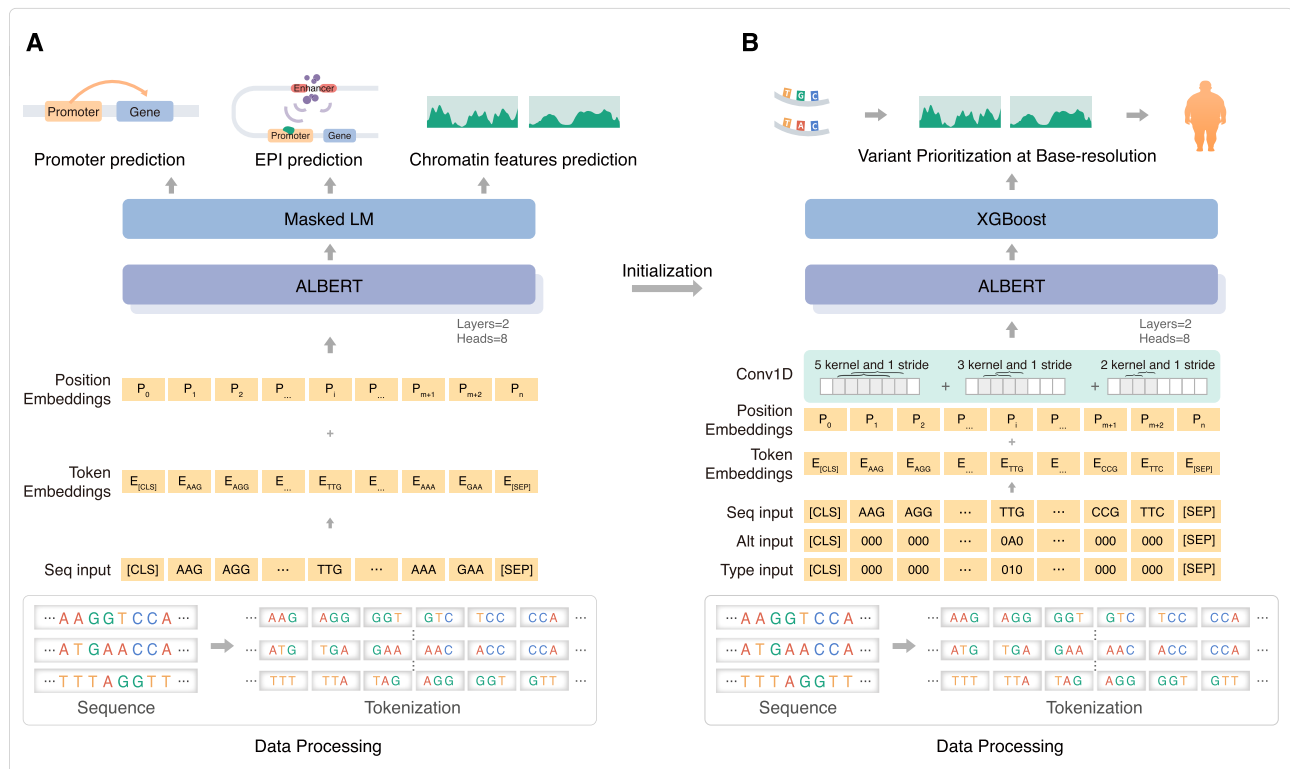 A
Promoter
Gene
Enhancer
Promoter
Gene
Promoter prediction
EPI prediction
Chromatin features prediction
Masked LM
ALBERT
Layers=2
Heads=8
Position
Embeddings
P0 P1 P2 P... Pi P... Pm+1 Pm+2 Pn
+
Token
Embeddings
E[CLS] EAAG EAGG E... ETTG E... EAAA EGAA E[SEP]
Seq input [CLS] AAG AGG ... TTG ... AAA GAA [SEP]
...AAGGTCCA... ...AAG AGG GGT GTC TCC CCA...
...ATGAACCA... ...ATG TGA GAA AAC ACC CCA...
...TTTAGGTT... ...TTT TTA TAG AGG GGT GTT...
Sequence
Tokenization
Data Processing
Initialization
B
T G C
T A C
Variant Prioritization at Base-resolution
XGBoost
ALBERT
Layers=2
Heads=8
Conv1D
5 kernel and 1 stride + 3 kernel and 1 stride + 2 kernel and 1 stride
Position
Embeddings
P0 P1 P2 P... Pi P... Pm+1 Pm+2 Pn
+
Token
Embeddings
E[CLS] EAAG EAGG E... ETTG E... ECCG ETTC E[SEP]
Seq input [CLS] AAG AGG ... TTG ... CCG TTC [SEP]
Alt input [CLS] 000 000 ... 0A0 ... 000 000 [SEP]
Type input [CLS] 000 000 ... 010 ... 000 000 [SEP]
...AAGGTCCA... ...AAG AGG GGT GTC TCC CCA...
...ATGAACCA... ...ATG TGA GAA AAC ACC CCA...
...TTTAGGTT... ...TTT TTA TAG AGG GGT GTT...
Sequence
Tokenization
Data Processing